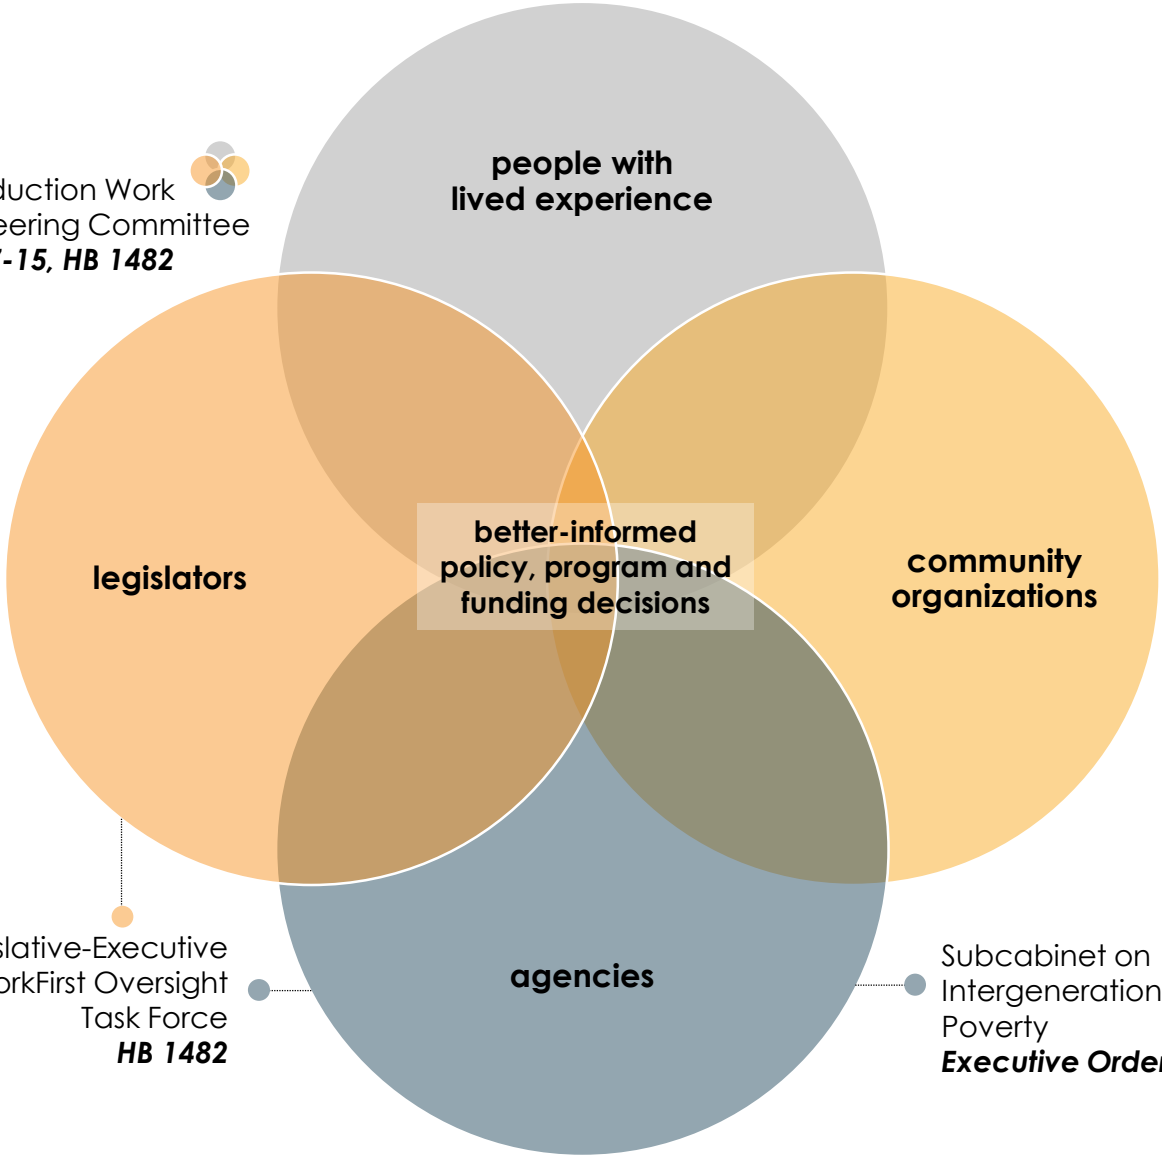 people with
lived experience
duction Work
eering Committee
7-15, HB 1482
legislators
better-informed
policy, program and
funding decisions
community
organizations
slative-Executive
orkFirst Oversight
Task Force
HB 1482
agencies
Subcabinet on
Intergeneration
Poverty
Executive Order